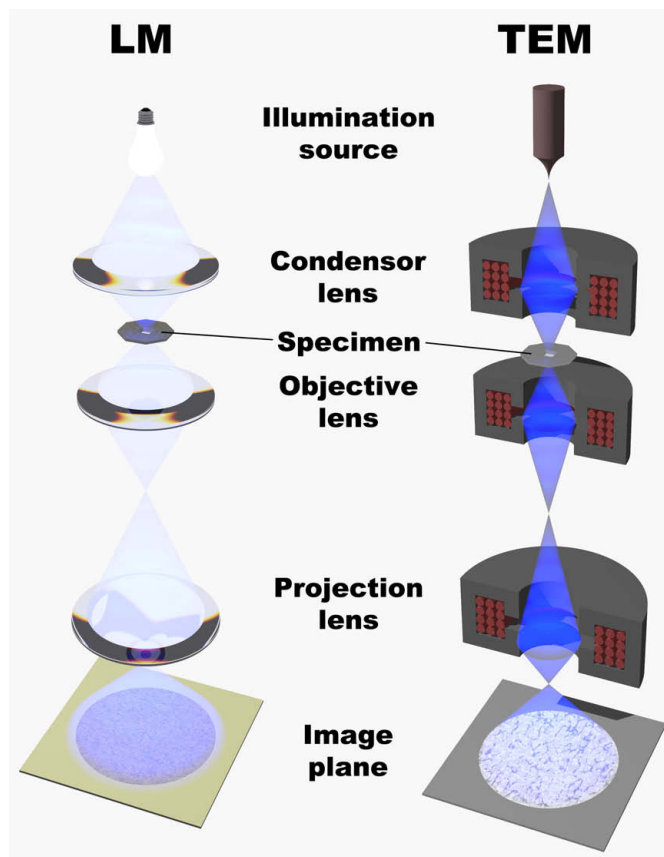 LM
TEM
Illumination
source
Condensor
lens
Specimen
Objective
lens
Projection
lens
Image
plane